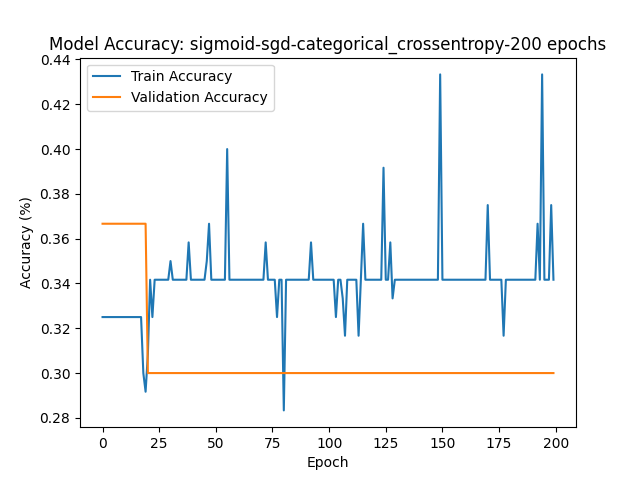 Model Accuracy: sigmoid-sgd-categorical_crossentropy-200 epochs
Train Accuracy
Validation Accuracy
Accuracy (%)
0.44
0.42
0.40
0.38
0.36
0.34
0.32
0.30
0.28
0 25 50 75 100 125 150 175 200
Epoch